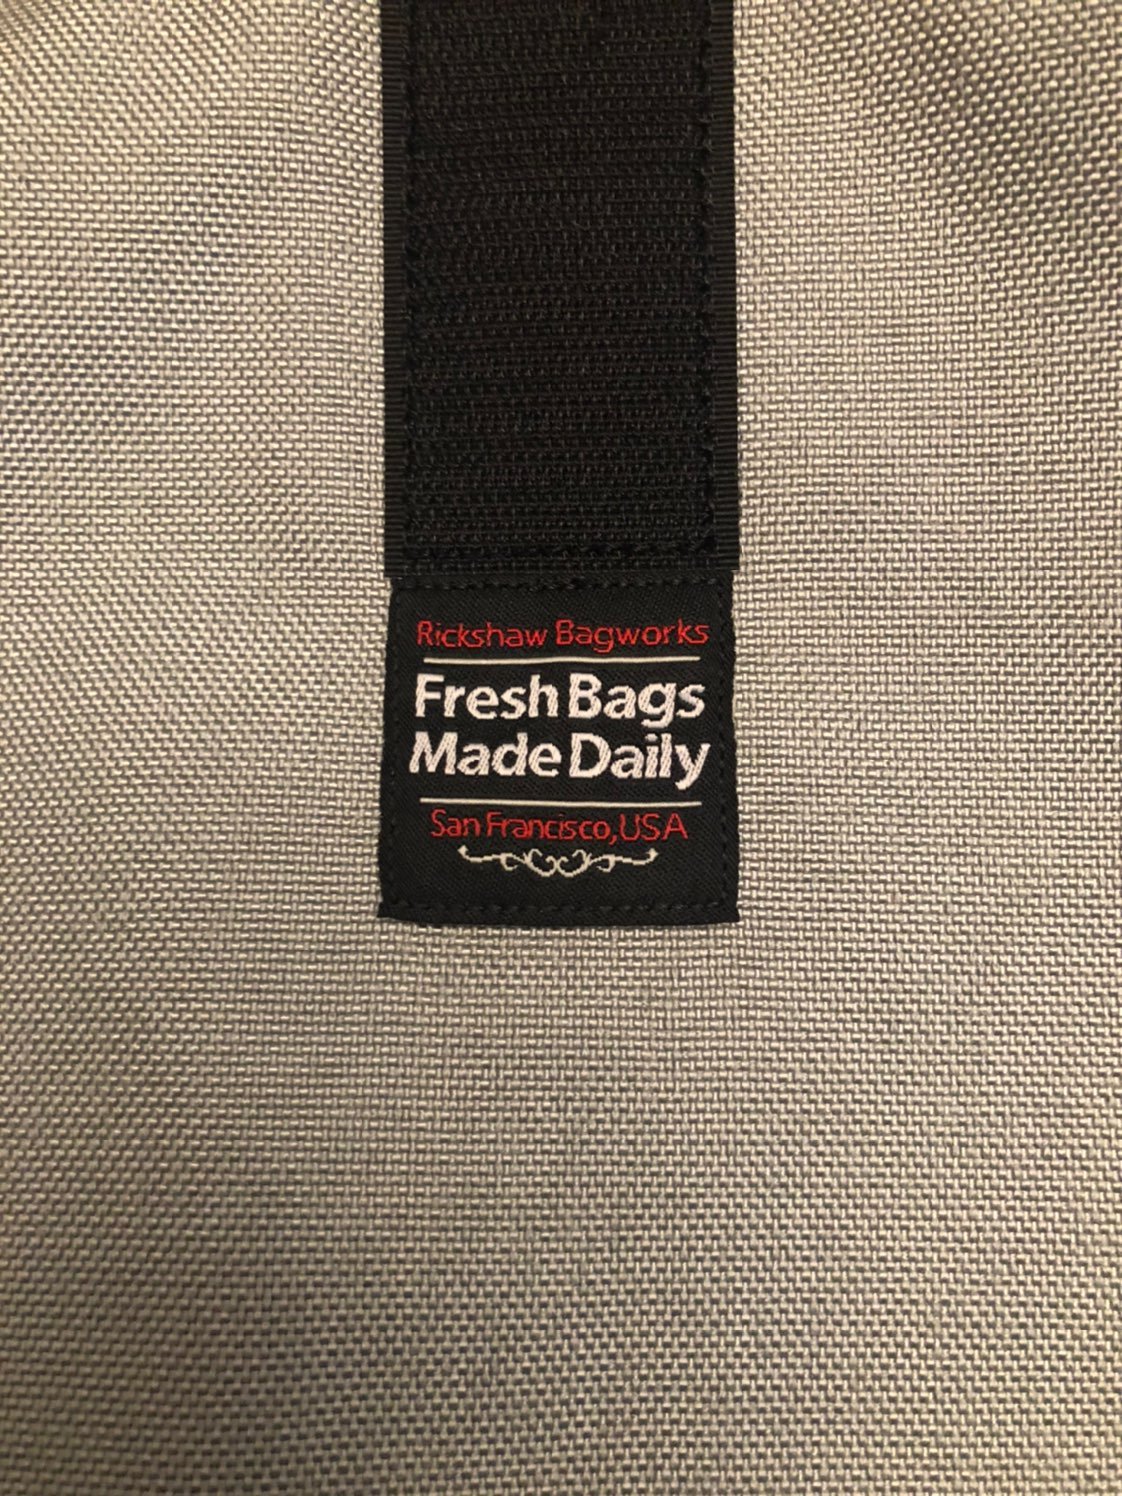 Rickshaw Bagworks
Fresh Bags
Made Daily
San Francisco, USA